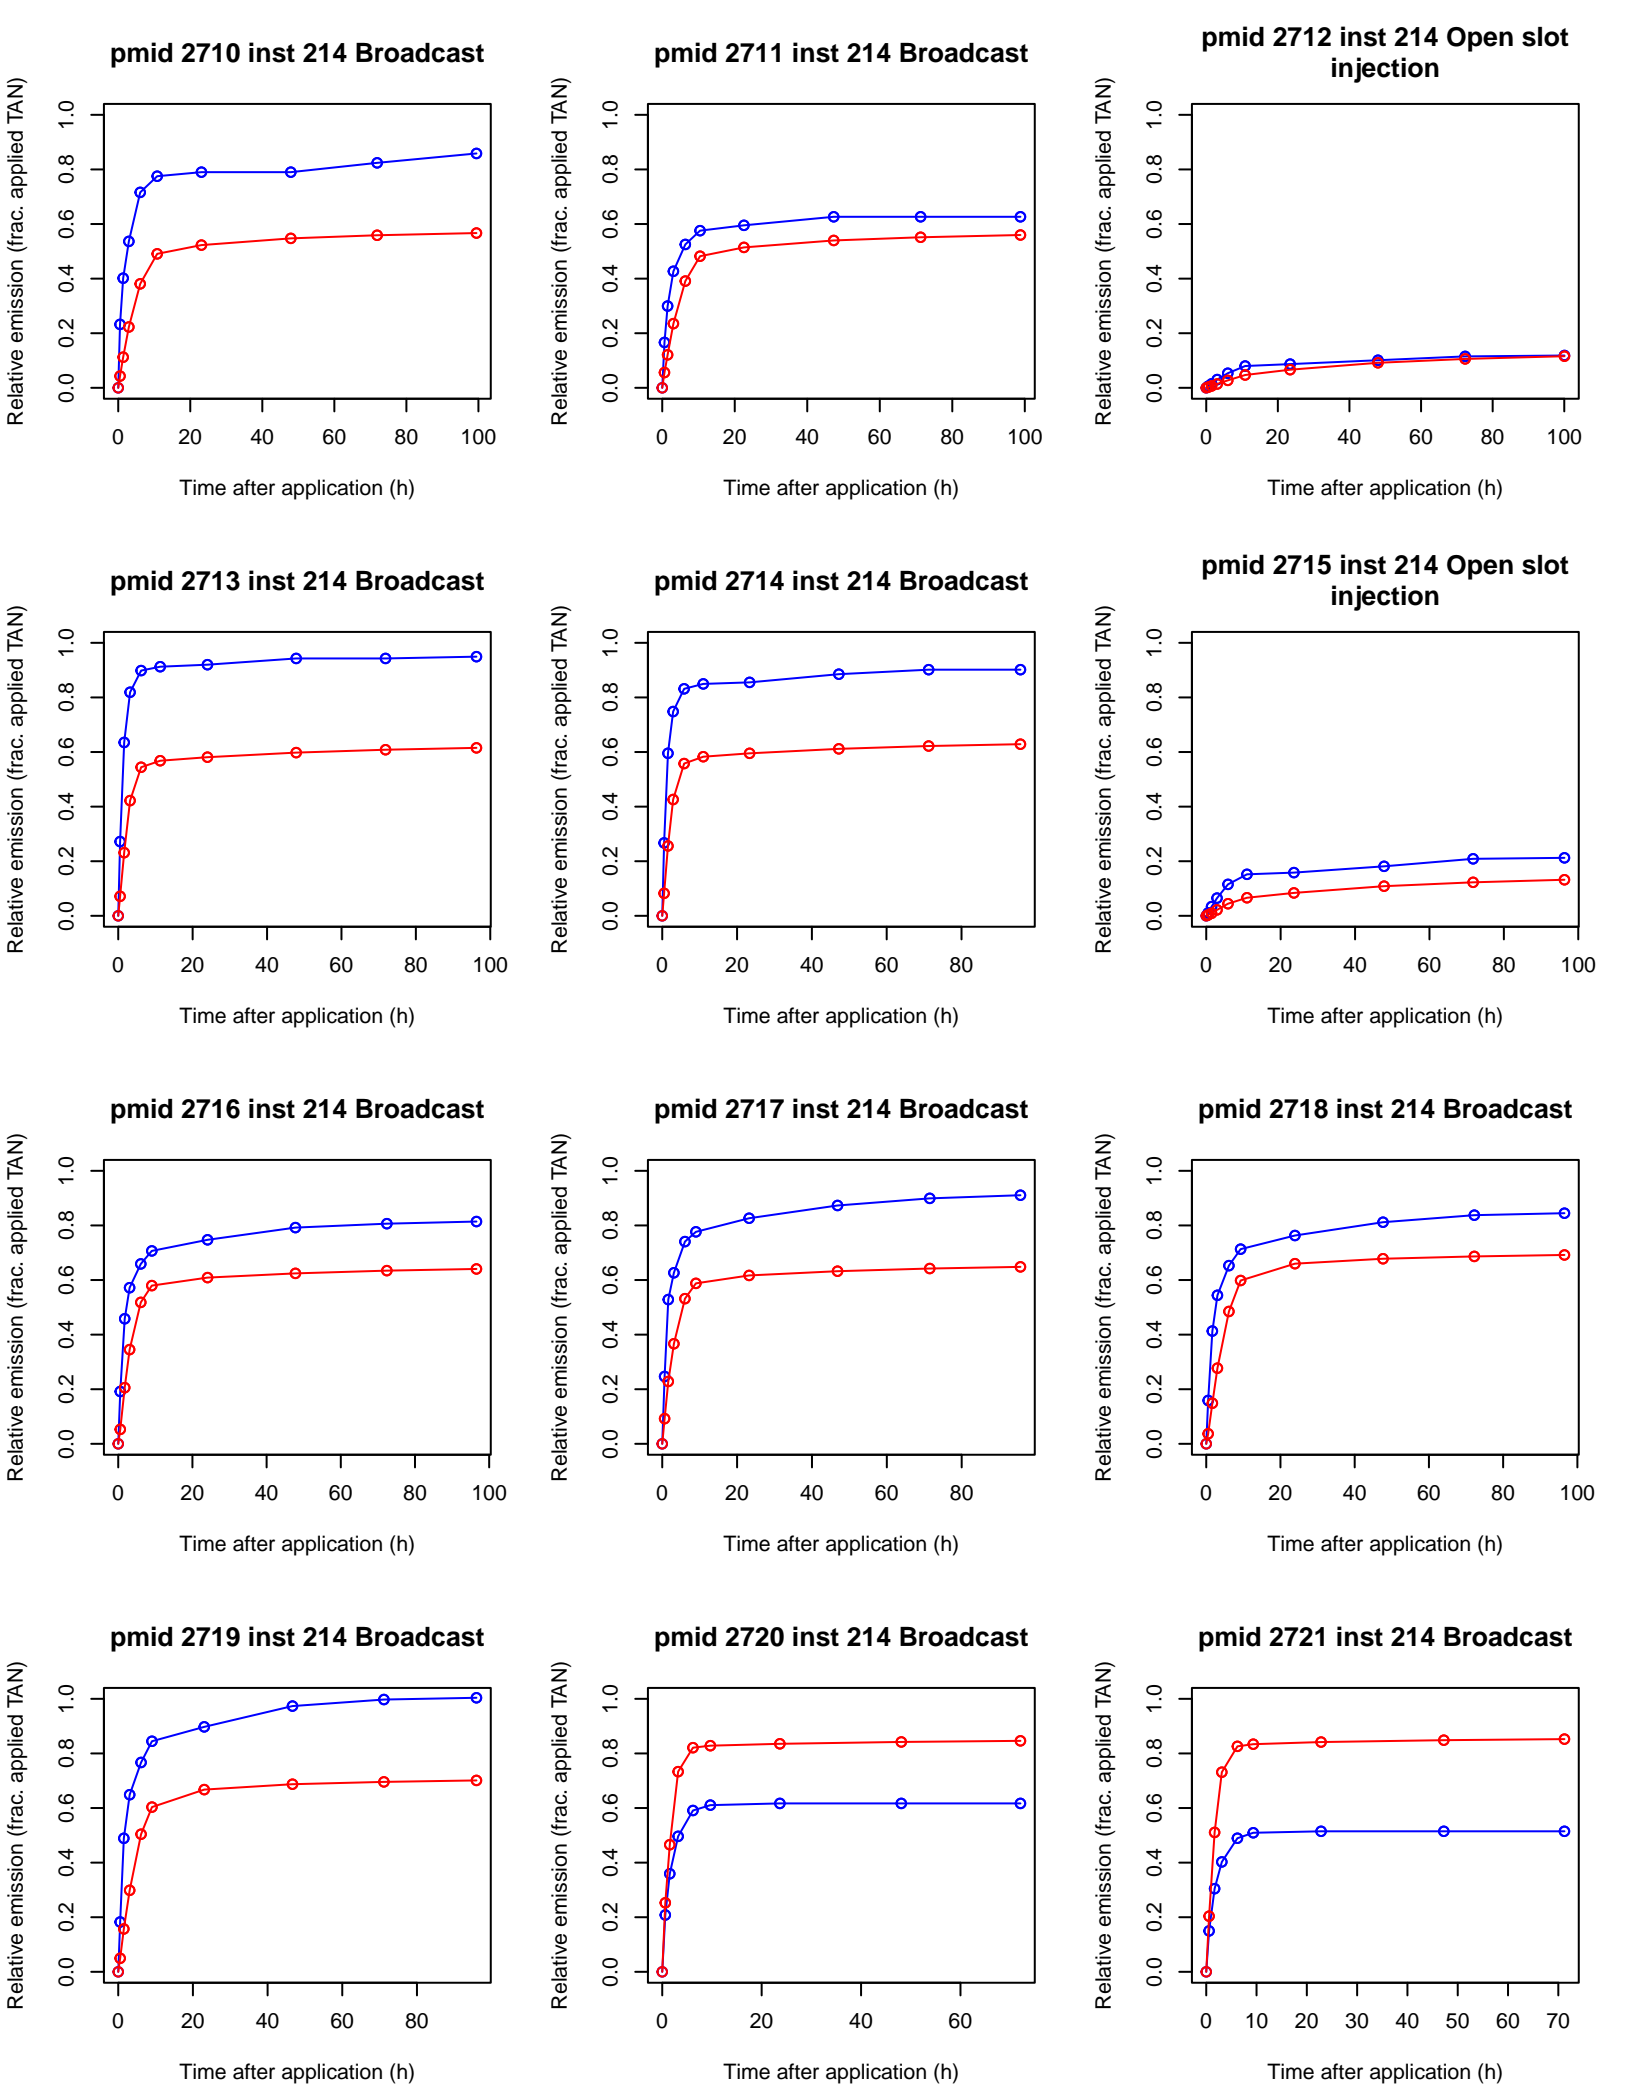 pmid 2710 inst 214 Broadcast
Relative emission (frac. applied TAN)
0.0 0.2 0.4 0.6 0.8 1.0
0 20 40 60 80 100
Time after application (h)
pmid 2711 inst 214 Broadcast
Relative emission (frac. applied TAN)
0.0 0.2 0.4 0.6 0.8 1.0
0 20 40 60 80 100
Time after application (h)
pmid 2712 inst 214 Open slot
injection
Relative emission (frac. applied TAN)
0.0 0.2 0.4 0.6 0.8 1.0
0 20 40 60 80 100
Time after application (h)
pmid 2713 inst 214 Broadcast
Relative emission (frac. applied TAN)
0.0 0.2 0.4 0.6 0.8 1.0
0 20 40 60 80 100
Time after application (h)
pmid 2714 inst 214 Broadcast
Relative emission (frac. applied TAN)
0.0 0.2 0.4 0.6 0.8 1.0
0 20 40 60 80
Time after application (h)
pmid 2715 inst 214 Open slot
injection
Relative emission (frac. applied TAN)
0.0 0.2 0.4 0.6 0.8 1.0
0 20 40 60 80 100
Time after application (h)
pmid 2716 inst 214 Broadcast
Relative emission (frac. applied TAN)
0.0 0.2 0.4 0.6 0.8 1.0
0 20 40 60 80 100
Time after application (h)
pmid 2717 inst 214 Broadcast
Relative emission (frac. applied TAN)
0.0 0.2 0.4 0.6 0.8 1.0
0 20 40 60 80
Time after application (h)
pmid 2718 inst 214 Broadcast
Relative emission (frac. applied TAN)
0.0 0.2 0.4 0.6 0.8 1.0
0 20 40 60 80 100
Time after application (h)
pmid 2719 inst 214 Broadcast
Relative emission (frac. applied TAN)
0.0 0.2 0.4 0.6 0.8 1.0
0 20 40 60 80
Time after application (h)
pmid 2720 inst 214 Broadcast
Relative emission (frac. applied TAN)
0.0 0.2 0.4 0.6 0.8 1.0
0 20 40 60
Time after application (h)
pmid 2721 inst 214 Broadcast
Relative emission (frac. applied TAN)
0.0 0.2 0.4 0.6 0.8 1.0
0 10 20 30 40 50 60 70
Time after application (h)